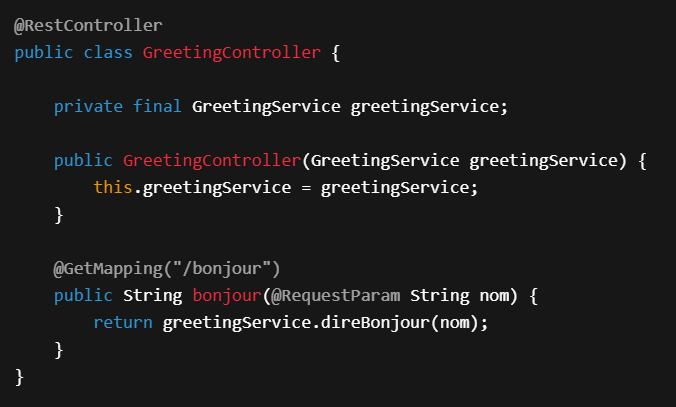 @RestController
public class GreetingController {
private final GreetingService greetingService;
public GreetingController(GreetingService greetingService) {
this.greetingService = greetingService;
}
@GetMapping("/bonjour")
public String bonjour(@RequestParam String nom) {
return greetingService.direBonjour(nom);
}
}